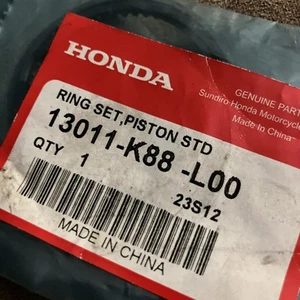 HONDA
GENUINE PART
Sundiro Honda Motorcycle
Made In China
RING SET,PISTON STD
13011-K88 -L00
QTY 1
23S12
MADE IN CHINA